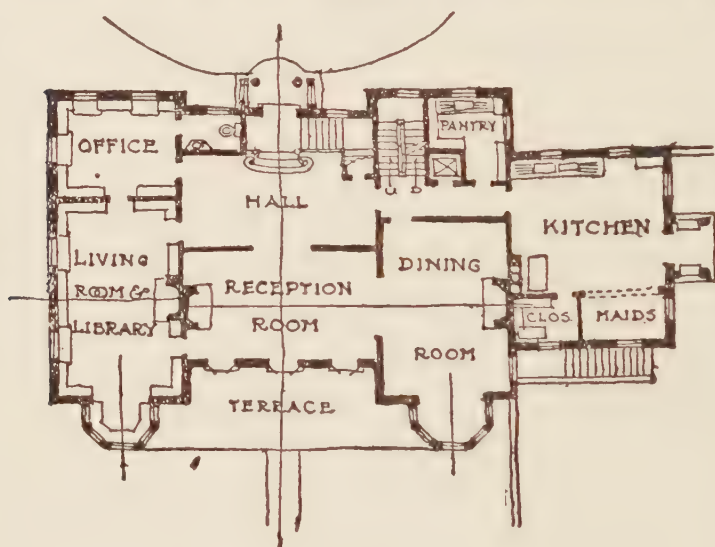 OFFICE
PANTRY
U D
HALL
KITCHEN
LIVING
ROOM &
LIBRARY
RECEPTION
ROOM
DINING
ROOM
CLOS.
MAIDS
TERRACE